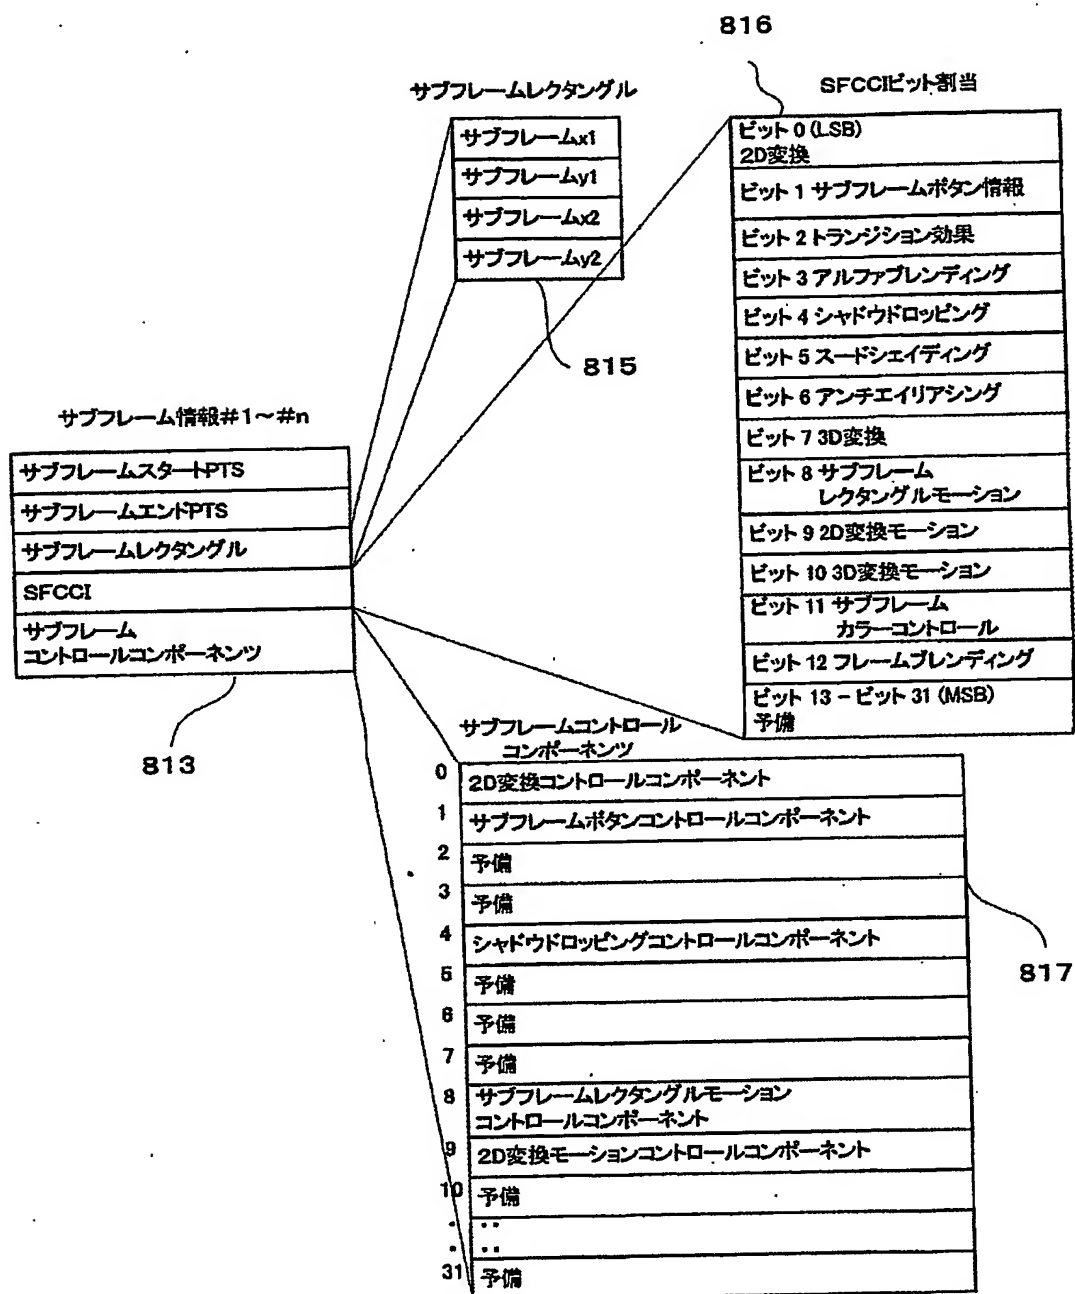 816
サブフレームレクタングル
サブフレームx1
サブフレームy1
サブフレームx2
サブフレームy2
815
SFCCIビット割当
ビット 0 (LSB)
2D変換
ビット 1 サブフレームボタン情報
ビット 2 トランジション効果
ビット 3 アルファブレンディング
ビット 4 シャドウドロッピング
ビット 5 スードシェイディング
ビット 6 アンチエイリアシング
ビット 7 3D変換
ビット 8 サブフレーム
レクタングルモーション
ビット 9 2D変換モーション
ビット 10 3D変換モーション
ビット 11 サブフレーム
カラーコントロール
ビット 12 フレームブレンディング
ビット 13 - ビット 31 (MSB)
予備
サブフレーム情報#1～#n
サブフレームスタートPTS
サブフレームエンドPTS
サブフレームレクタングル
SFCCI
サブフレーム
コントロールコンポーネンツ
813
サブフレームコントロール
コンポーネンツ
0 2D変換コントロールコンポーネント
1 サブフレームボタンコントロールコンポーネント
2 予備
3 予備
4 シャドウドロッピングコントロールコンポーネント
5 予備
6 予備
7 予備
8 サブフレームレクタングルモーション
コントロールコンポーネント
9 2D変換モーションコントロールコンポーネント
10 予備
. ..
. ..
31 予備
817